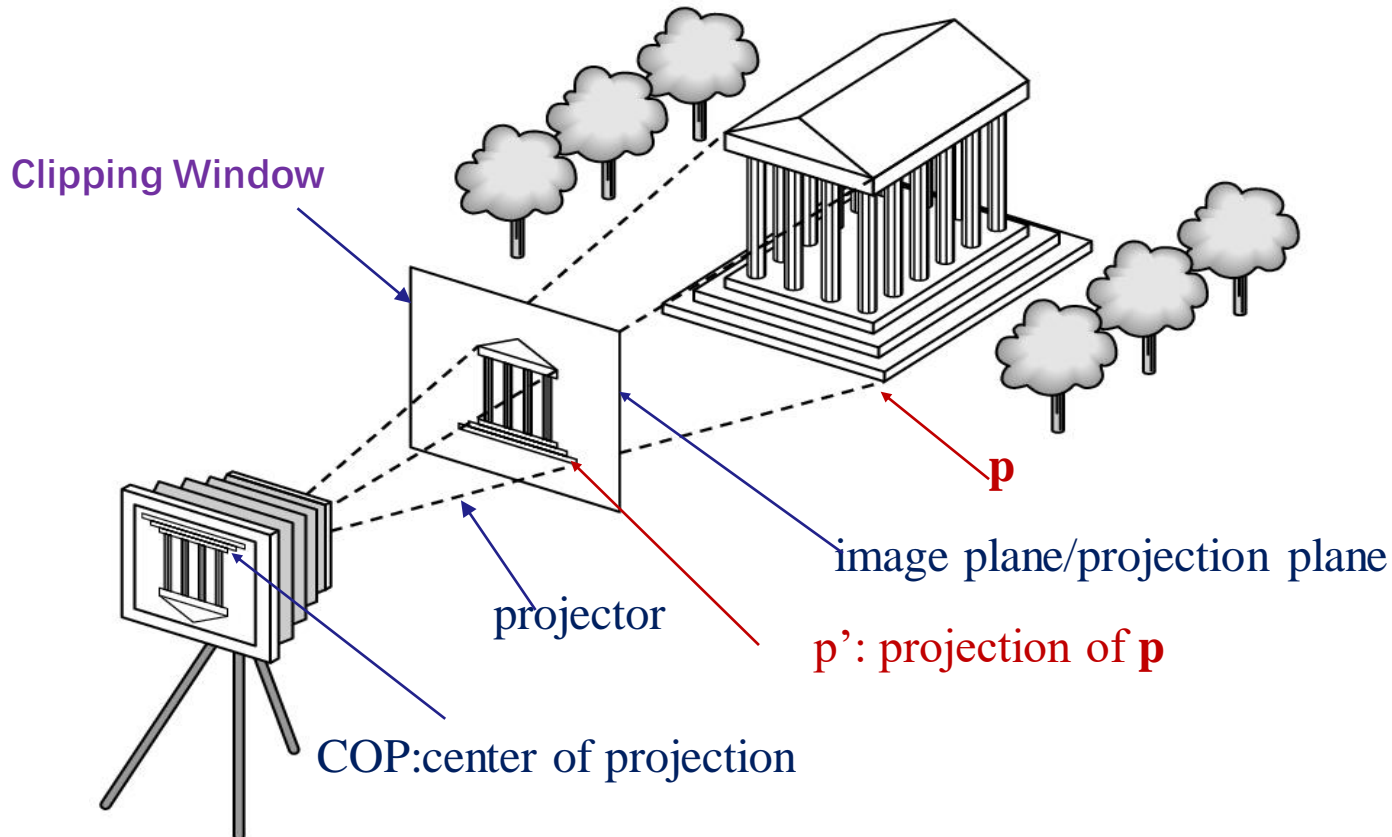 Clipping Window
p
image plane/projection plane
projector
p’: projection of p
COP:center of projection